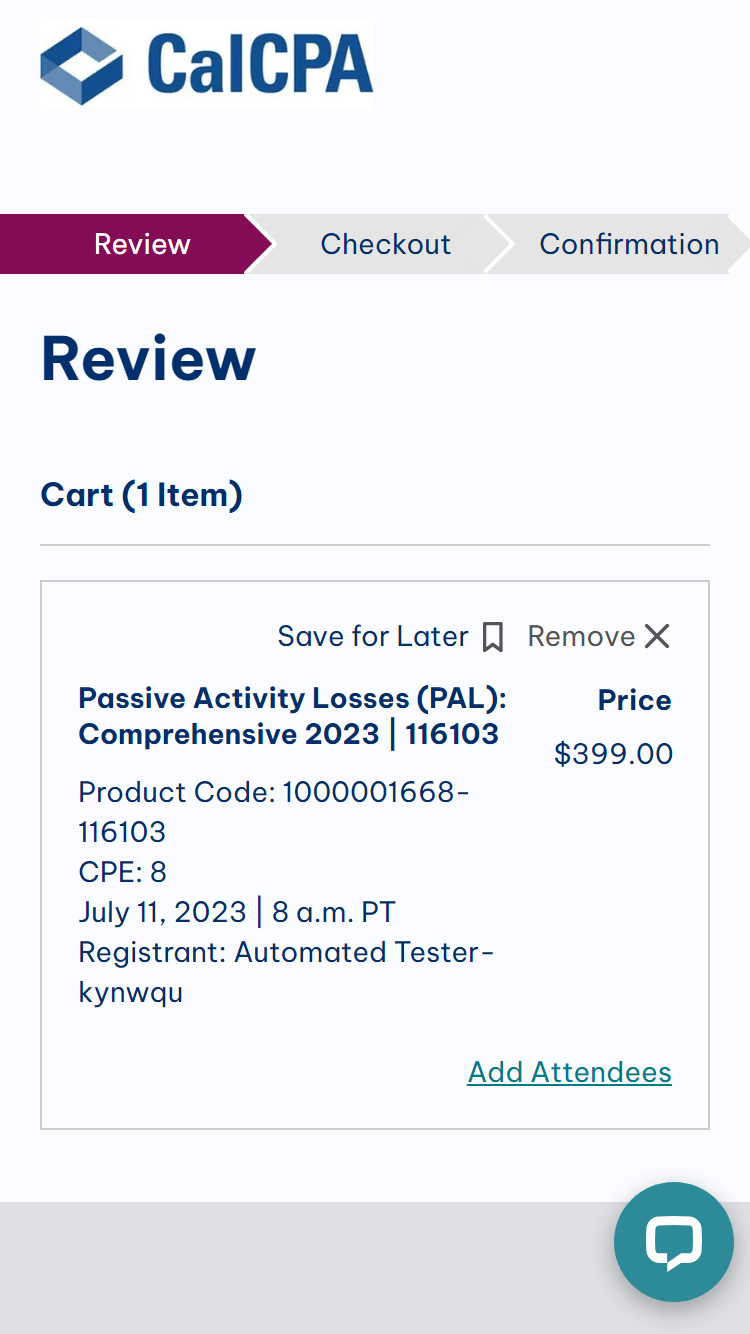 CalCPA
Review
Checkout
Confirmation
Review
Cart (1 Item)
Save for Later
Remove
Passive Activity Losses (PAL):
Comprehensive 2023 | 116103
Price
$399.00
Product Code: 1000001668-
116103
CPE: 8
July 11, 2023 | 8 a.m. PT
Registrant: Automated Tester-
kynwqu
Add Attendees